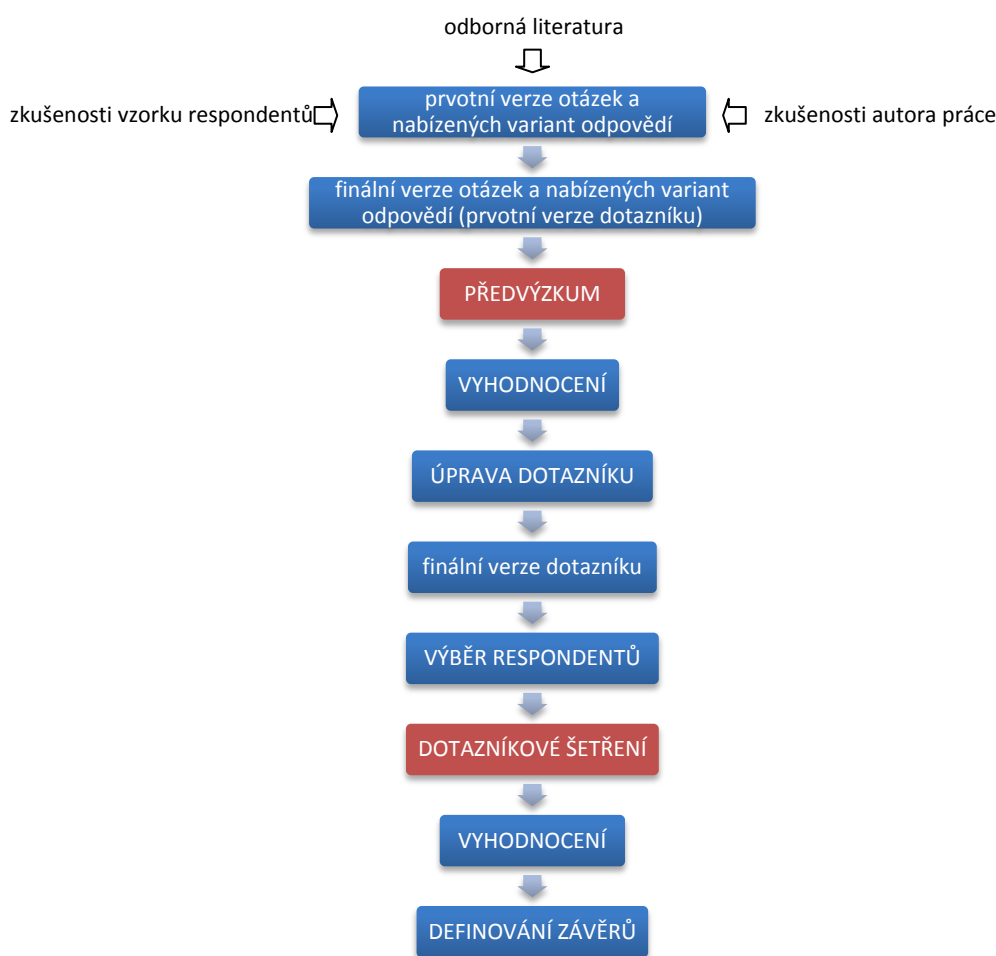 odborná literatura
zkušenosti vzorku respondentů
prvotní verze otázek a
nabízených variant odpovědí
zkušenosti autora práce
finální verze otázek a nabízených variant
odpovědí (prvotní verze dotazníku)
PŘEDVÝZKUM
VYHODNOCENÍ
ÚPRAVA DOTAZNÍKU
finální verze dotazníku
VÝBĚR RESPONDENTŮ
DOTAZNÍKOVÉ ŠETŘENÍ
VYHODNOCENÍ
DEFINOVÁNÍ ZÁVĚRŮ